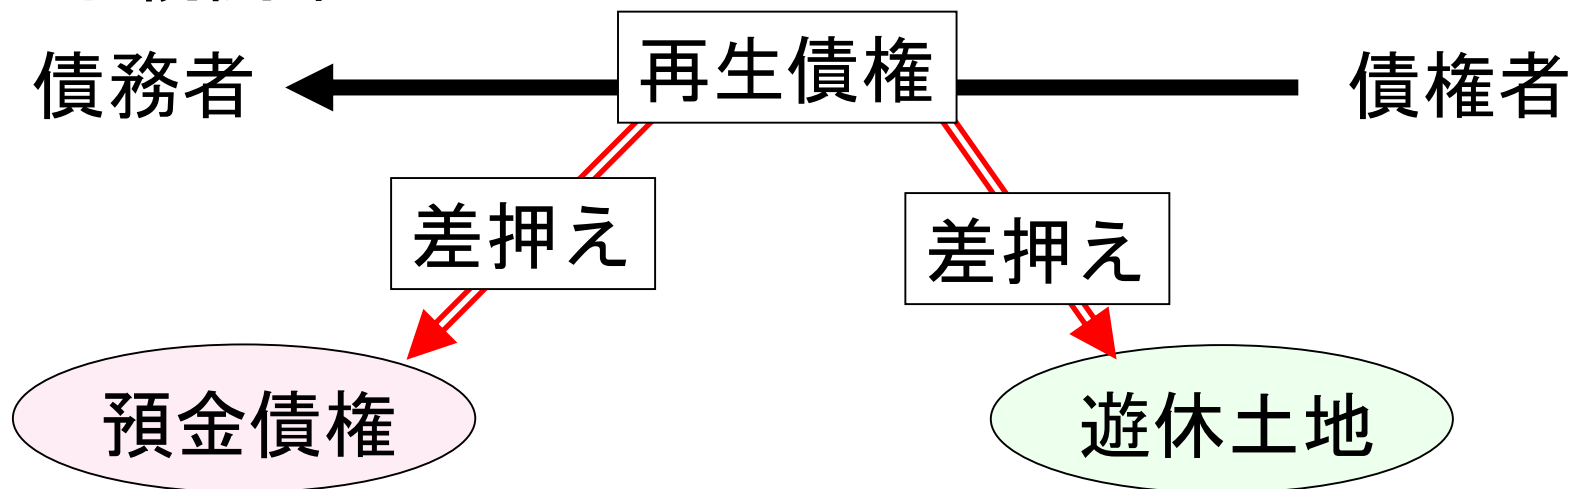 債務者 再生債権 債権者
差押え 差押え
預金債権 遊休土地